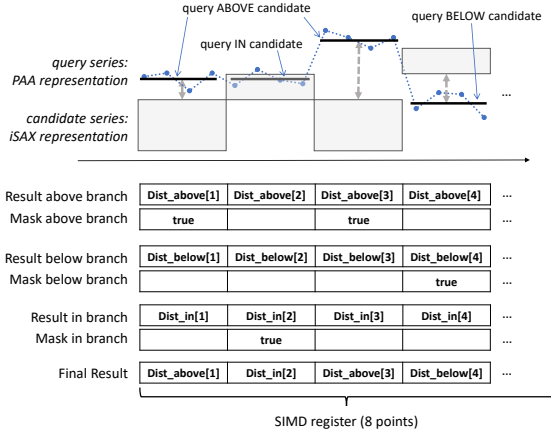 query ABOVE candidate
query BELOW candidate
query IN candidate
query series:
PAA representation
...
candidate series:
iSAX representation
Result above branch Dist_above[1] Dist_above[2] Dist_above[3] Dist_above[4] ...
Mask above branch true true ...
Result below branch Dist_below[1] Dist_below[2] Dist_below[3] Dist_below[4] ...
Mask below branch true ...
Result in branch Dist_in[1] Dist_in[2] Dist_in[3] Dist_in[4] ...
Mask in branch true ...
Final Result Dist_above[1] Dist_in[2] Dist_above[3] Dist_below[4] ...
SIMD register (8 points)